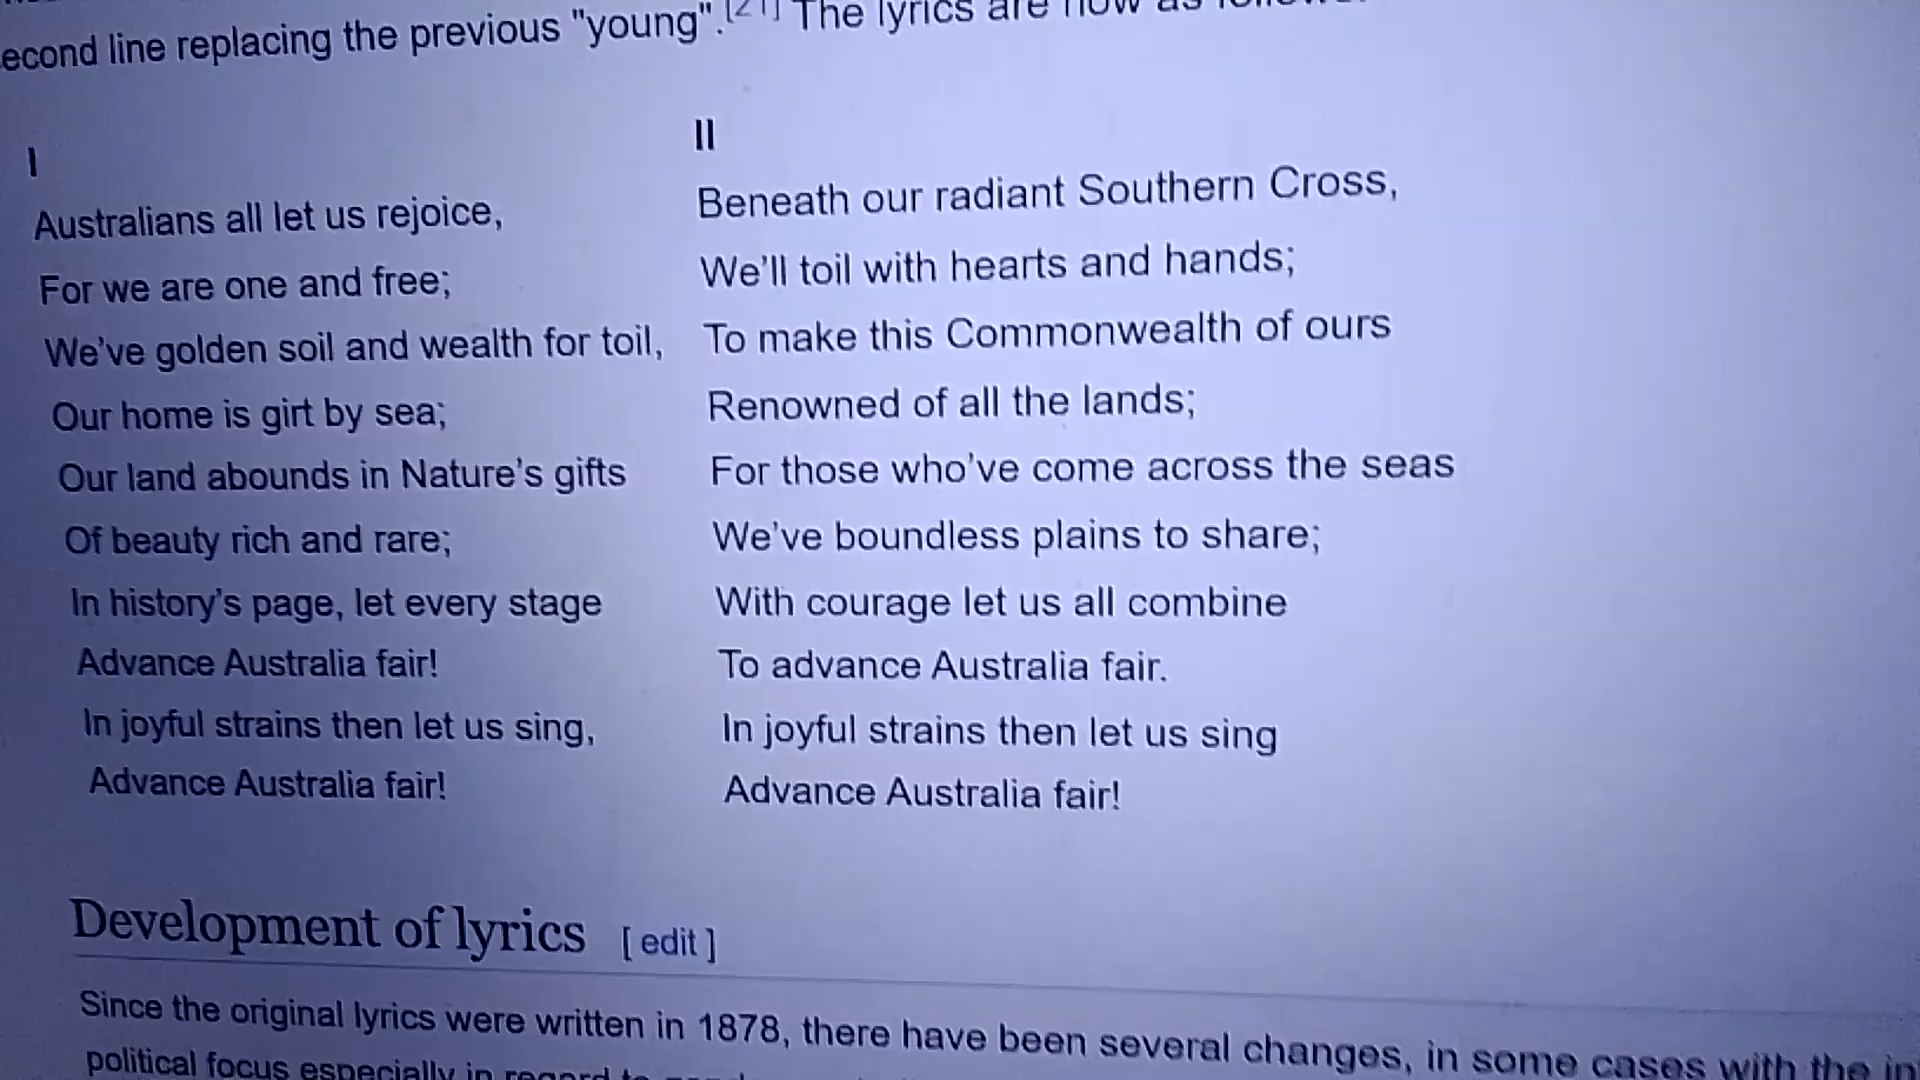 econd line replacing the previous "young".[21] The lyrics are now as
I
Australians all let us rejoice,
For we are one and free;
We've golden soil and wealth for toil,
Our home is girt by sea;
Our land abounds in Nature's gifts
Of beauty rich and rare;
In history's page, let every stage
Advance Australia fair!
In joyful strains then let us sing,
Advance Australia fair!
II
Beneath our radiant Southern Cross,
We'll toil with hearts and hands;
To make this Commonwealth of ours
Renowned of all the lands;
For those who've come across the seas
We've boundless plains to share;
With courage let us all combine
To advance Australia fair.
In joyful strains then let us sing
Advance Australia fair!
Development of lyrics [ edit ]
Since the original lyrics were written in 1878, there have been several changes, in some cases with the
political focus especially in regard to